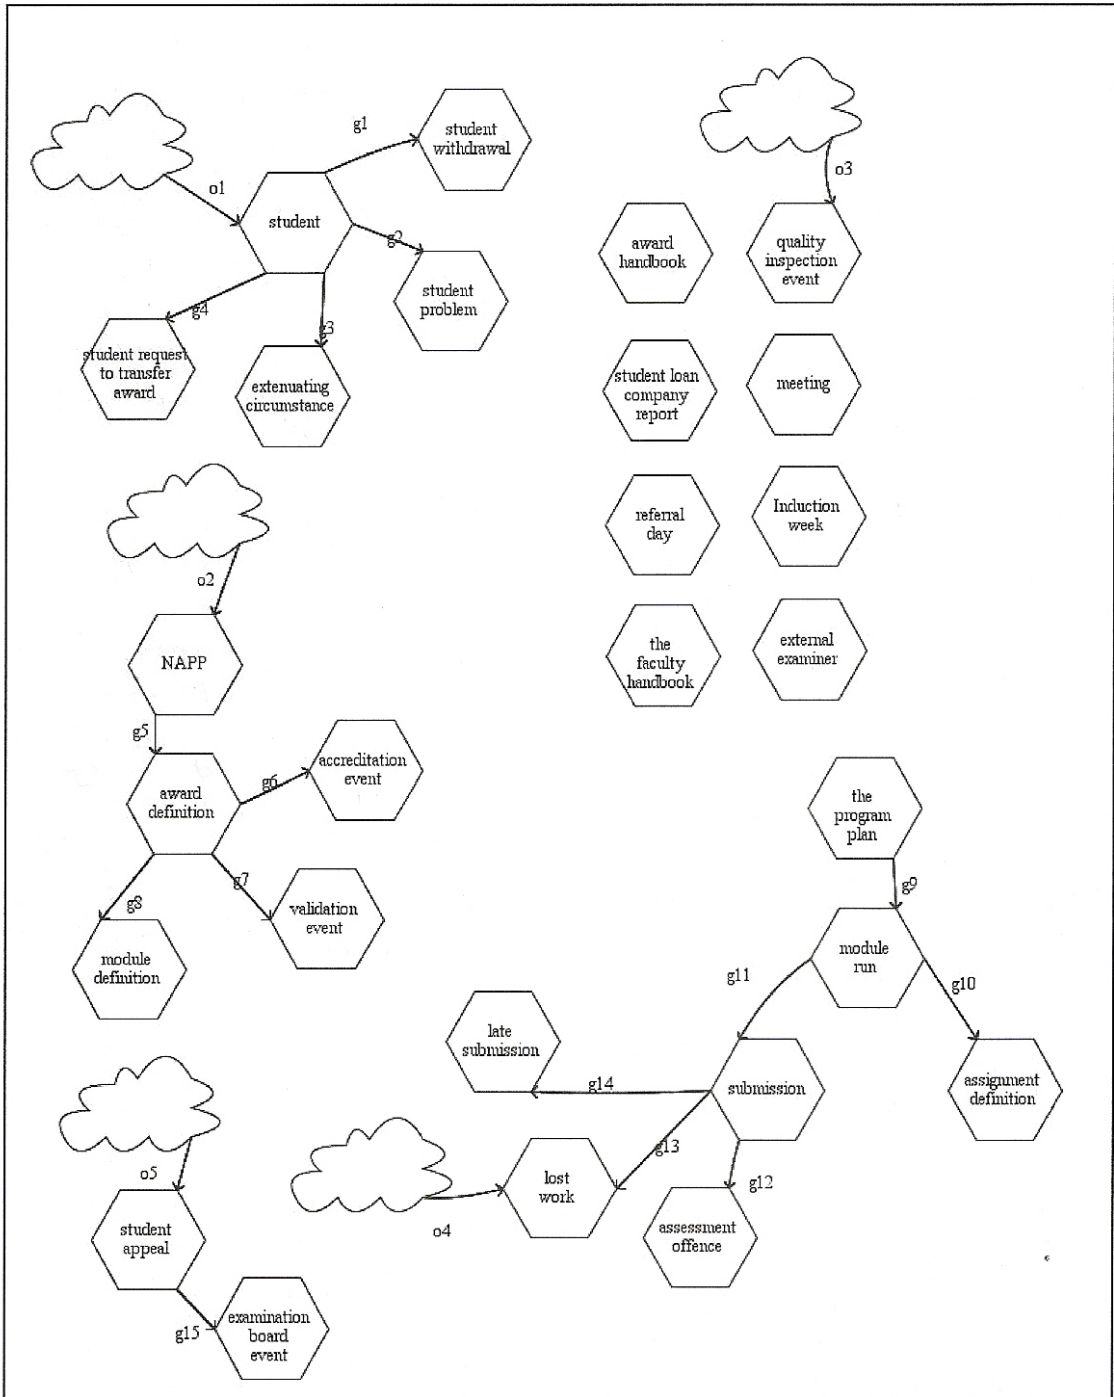 g1
student
withdrawal
o1
student
g2
student
problem
g4
g3
student request
to transfer
award
extenuating
circumstance
o3
award
handbook
quality
inspection
event
student loan
company
report
meeting
referral
day
Induction
week
the
faculty
handbook
external
examiner
o2
NAPP
g5
award
definition
g6
accreditation
event
g7
g8
validation
event
module
definition
the
program
plan
g9
module
run
g11
g10
late
submission
g14
submission
assignment
definition
g13
g12
lost
work
o4
assessment
offence
o5
student
appeal
g15
examination
board
event